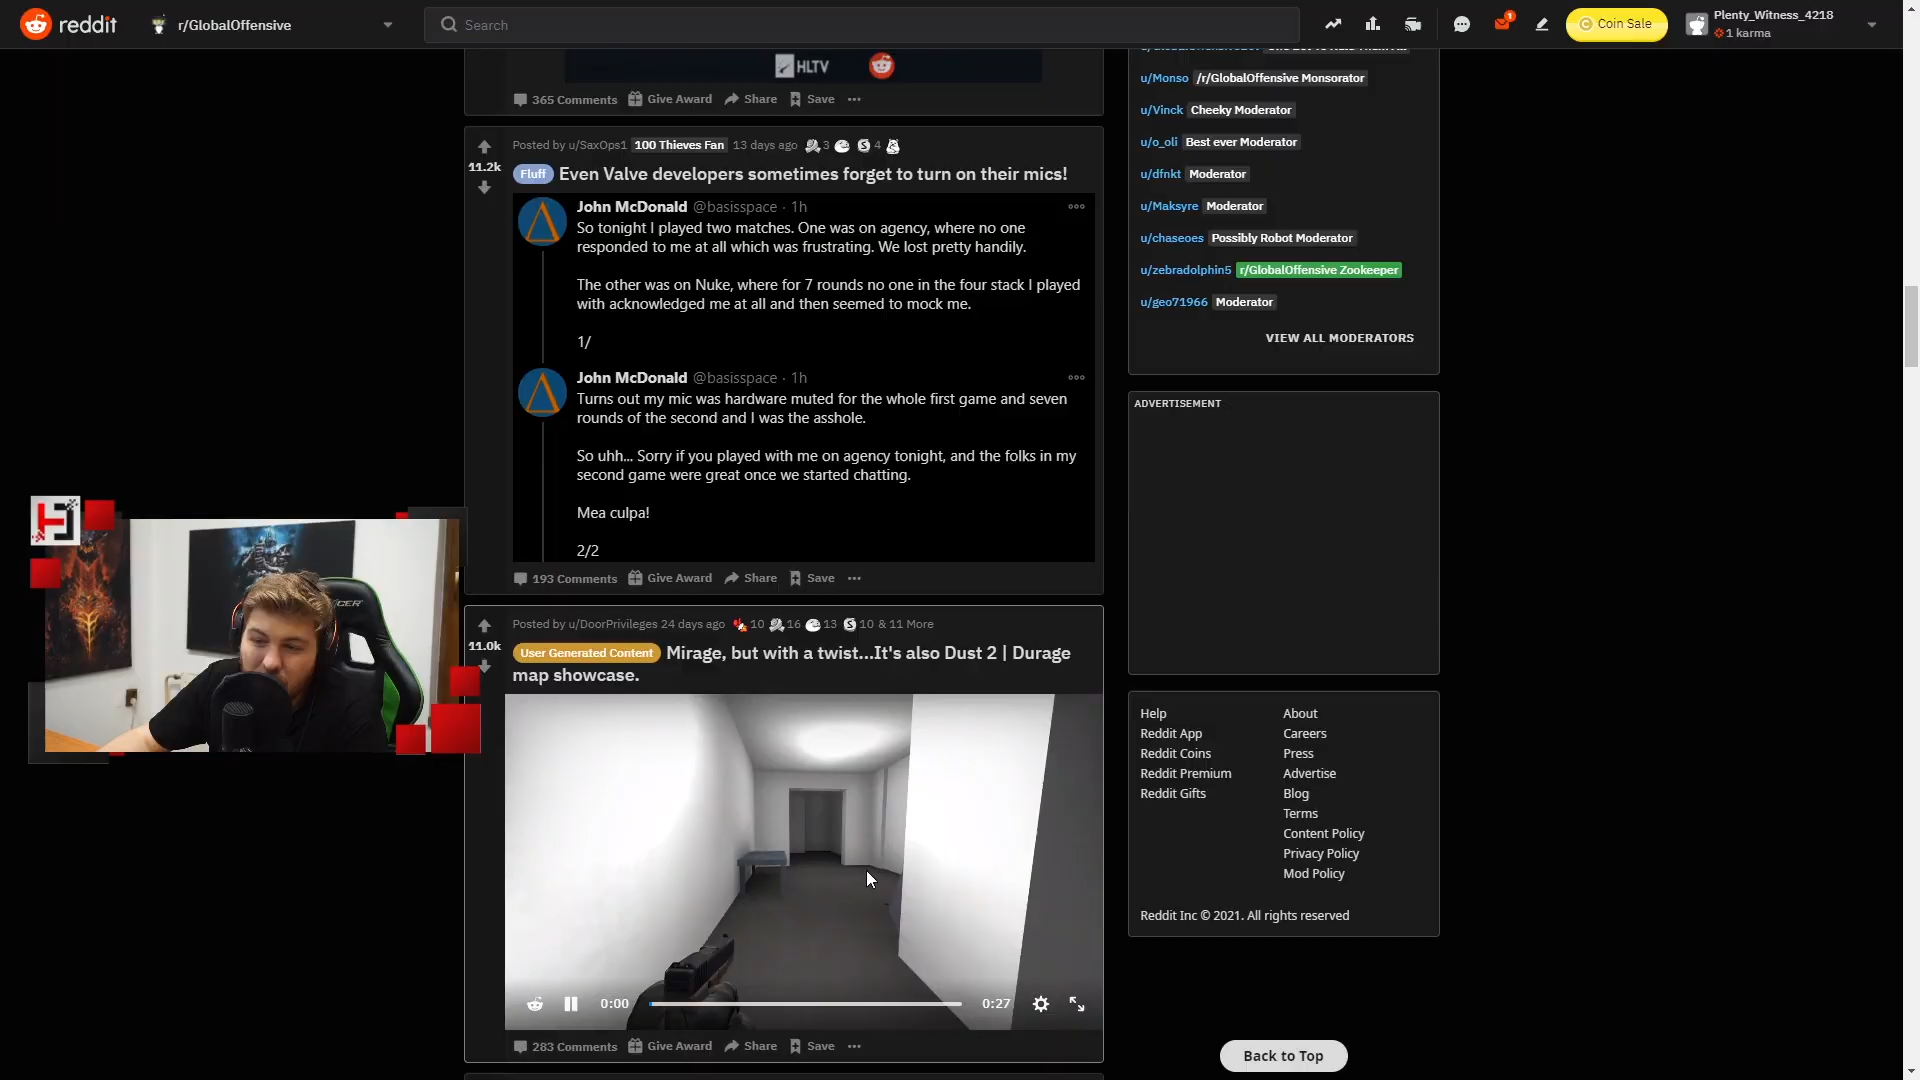 reddit
r/GlobalOffensive
Search
1
Coin Sale
Plenty_Witness_4218
1 karma
HLTV
365 Comments Give Award Share Save
Posted by u/SaxOps1 100 Thieves Fan 13 days ago 3 4
11.2k
Fluff Even Valve developers sometimes forget to turn on their mics!
John McDonald @basisspace · 1h
So tonight I played two matches. One was on agency, where no one
responded to me at all which was frustrating. We lost pretty handily.
The other was on Nuke, where for 7 rounds no one in the four stack I played
with acknowledged me at all and then seemed to mock me.
1/
John McDonald @basisspace · 1h
Turns out my mic was hardware muted for the whole first game and seven
rounds of the second and I was the asshole.
So uhh... Sorry if you played with me on agency tonight, and the folks in my
second game were great once we started chatting.
Mea culpa!
2/2
193 Comments Give Award Share Save
Posted by u/DoorPrivileges 24 days ago 10 16 13 10 & 11 More
11.0k
User Generated Content Mirage, but with a twist...It's also Dust 2 | Durage
map showcase.
0:00
0:27
283 Comments Give Award Share Save
u/Monso /r/GlobalOffensive Monsorator
u/Vinck Cheeky Moderator
u/o_oli Best ever Moderator
u/dfnkt Moderator
u/Maksyre Moderator
u/chaseoes Possibly Robot Moderator
u/zebradolphin5 r/GlobalOffensive Zookeeper
u/geo71966 Moderator
VIEW ALL MODERATORS
ADVERTISEMENT
Help
About
Reddit App
Careers
Reddit Coins
Press
Reddit Premium
Advertise
Reddit Gifts
Blog
Terms
Content Policy
Privacy Policy
Mod Policy
Reddit Inc © 2021. All rights reserved
Back to Top